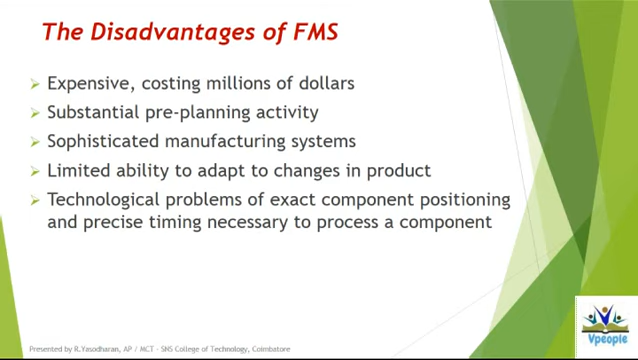 The Disadvantages of FMS
Expensive, costing millions of dollars
Substantial pre-planning activity
Sophisticated manufacturing systems
Limited ability to adapt to changes in product
Technological problems of exact component positioning
and precise timing necessary to process a component
Presented by R.Yasodharan, AP / MCT - SNS College of Technology, Coimbatore
Vpeople